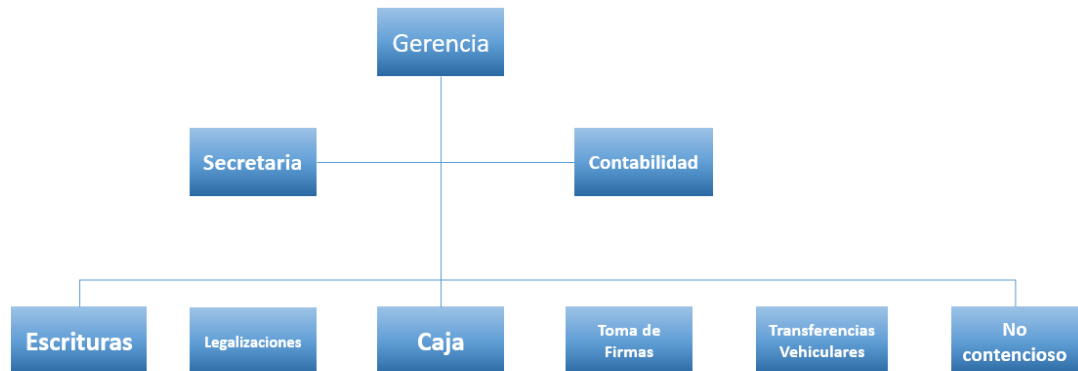 Gerencia
Secretaria
Contabilidad
Escrituras
Legalizaciones
Caja
Toma de
Firmas
Transferencias
Vehiculares
No
contencioso